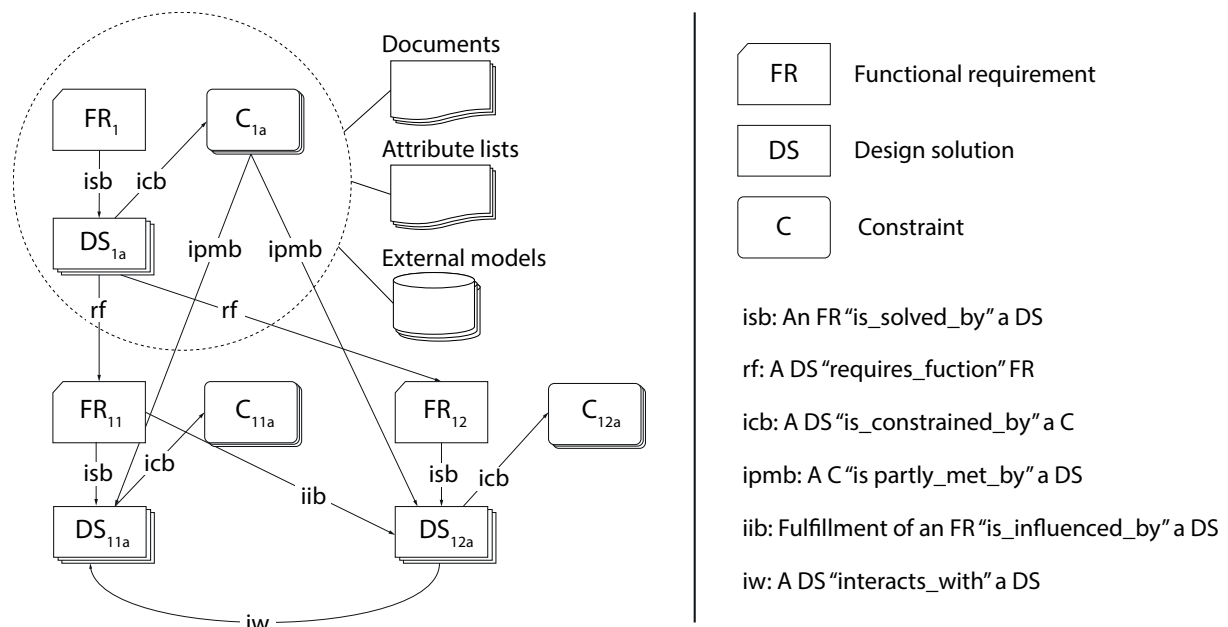 Documents
FR1
C1a
Attribute lists
isb
icb
DS1a
ipmb
ipmb
External models
rf
rf
FR11
C11a
FR12
C12a
isb
icb
iib
isb
icb
DS11a
DS12a
iw
FR Functional requirement
DS Design solution
C Constraint
isb: An FR “is_solved_by” a DS
rf: A DS “requires_fuction” FR
icb: A DS “is_constrained_by” a C
ipmb: A C “is partly_met_by” a DS
iib: Fulfillment of an FR “is_influenced_by” a DS
iw: A DS “interacts_with” a DS